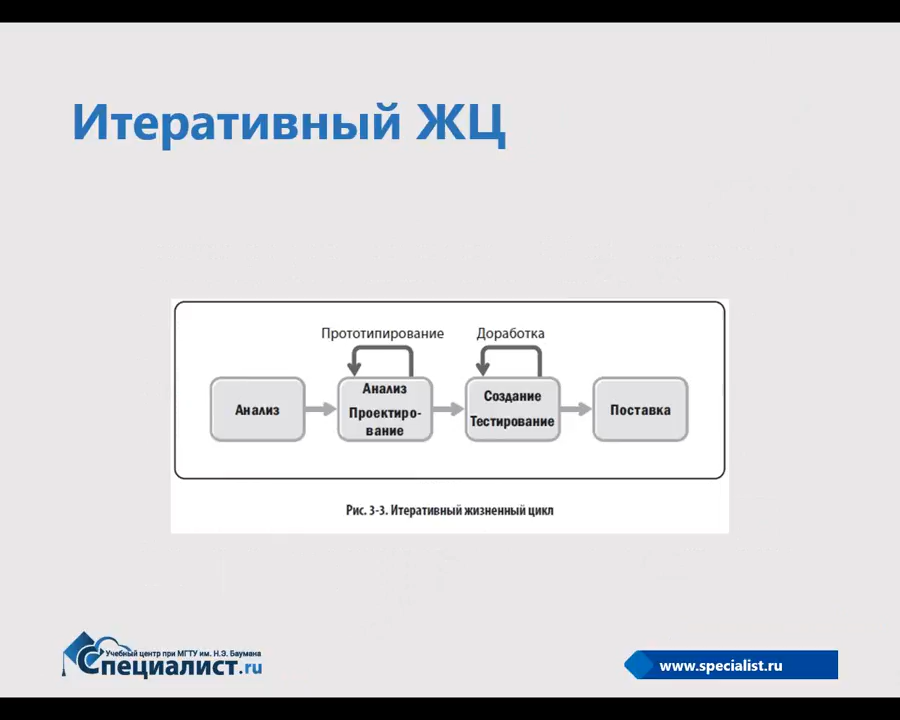 Итеративный ЖЦ
Прототипирование
Доработка
Анализ
Анализ
Проектиро-
вание
Создание
Тестирование
Поставка
Рис. 3-3. Итеративный жизненный цикл
Учебный центр при МГТУ им. Н.Э. Баумана
Специалист.ru
www.specialist.ru